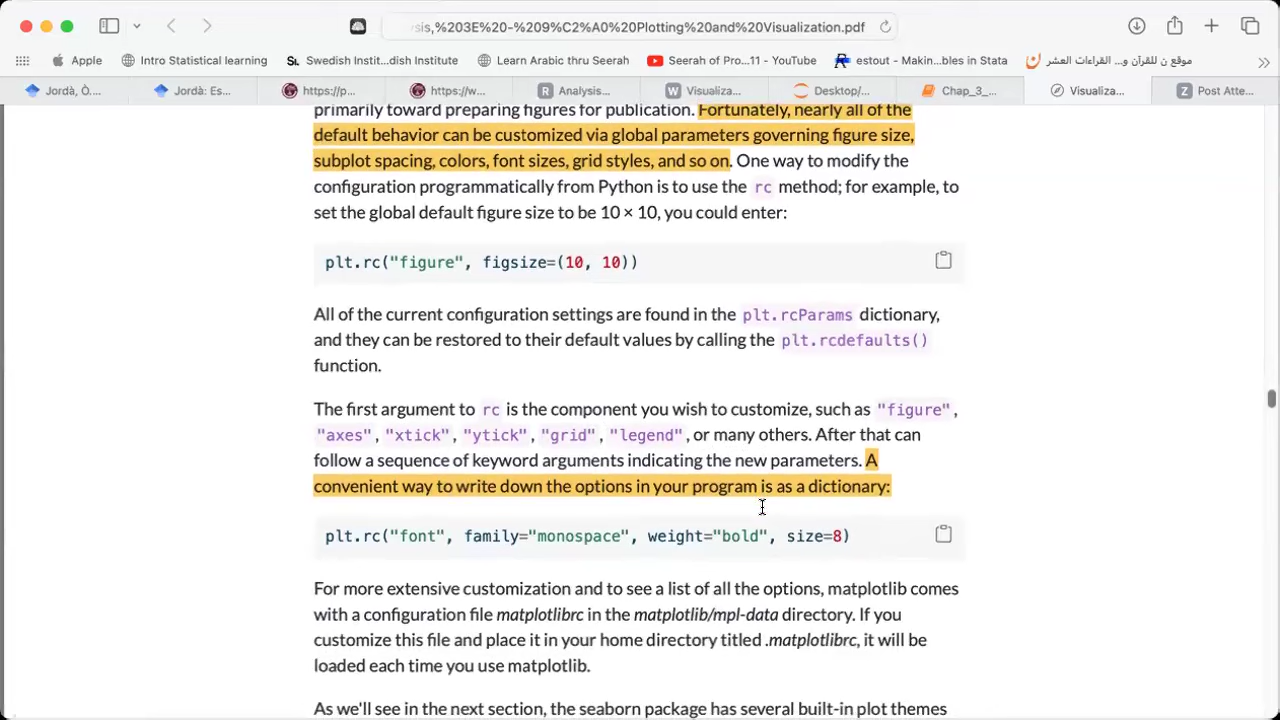 sis,%203E%20-%209%C2%A0%20Plotting%20and%20Visualization.pdf
Apple
Intro Statistical learning
SL Swedish Instit...dish Institute
Learn Arabic thru Seerah
Seerah of Pro...11 - YouTube
estout - Makin...bles in Stata
موقع ن للقرآن و... القراءات العشر
Jordà, Ò...
Jordà: Es...
https://p...
https://w...
R Analysis...
W Visualiza...
Desktop/...
Chap_3_...
Visualiza...
Z Post Atte...
primarily toward preparing figures for publication. Fortunately, nearly all of the
default behavior can be customized via global parameters governing figure size,
subplot spacing, colors, font sizes, grid styles, and so on. One way to modify the
configuration programmatically from Python is to use the rc method; for example, to
set the global default figure size to be 10 × 10, you could enter:
plt.rc("figure", figsize=(10, 10))
All of the current configuration settings are found in the plt.rcParams dictionary,
and they can be restored to their default values by calling the plt.rcdefaults()
function.
The first argument to rc is the component you wish to customize, such as "figure",
"axes", "xtick", "ytick", "grid", "legend", or many others. After that can
follow a sequence of keyword arguments indicating the new parameters. A
convenient way to write down the options in your program is as a dictionary:
plt.rc("font", family="monospace", weight="bold", size=8)
For more extensive customization and to see a list of all the options, matplotlib comes
with a configuration file matplotlibrc in the matplotlib/mpl-data directory. If you
customize this file and place it in your home directory titled .matplotlibrc, it will be
loaded each time you use matplotlib.
As we'll see in the next section, the seaborn package has several built-in plot themes